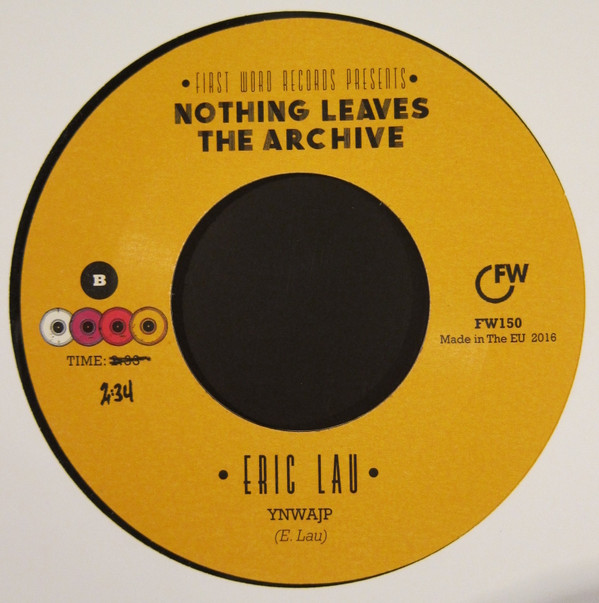 • FIRST WORD RECORDS PRESENTS •
NOTHING LEAVES
THE ARCHIVE
B
FW
FW150
Made in The EU 2016
TIME:
2:34
• ERIC LAU •
YNWAJP
(E. Lau)